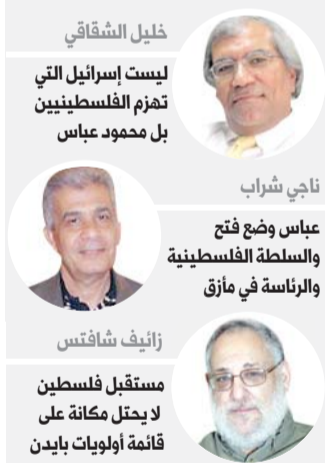 خليل الشقاقي
ليست إسرائيل التي
تهزم الفلسطينيين
بل محمود عباس
ناجي شراب
عباس وضع فتح
والسلطة الفلسطينية
والرئاسة في مأزق
زائيف شافتس
مستقبل فلسطين
لا يحتل مكانة على
قائمة أولويات بايدن